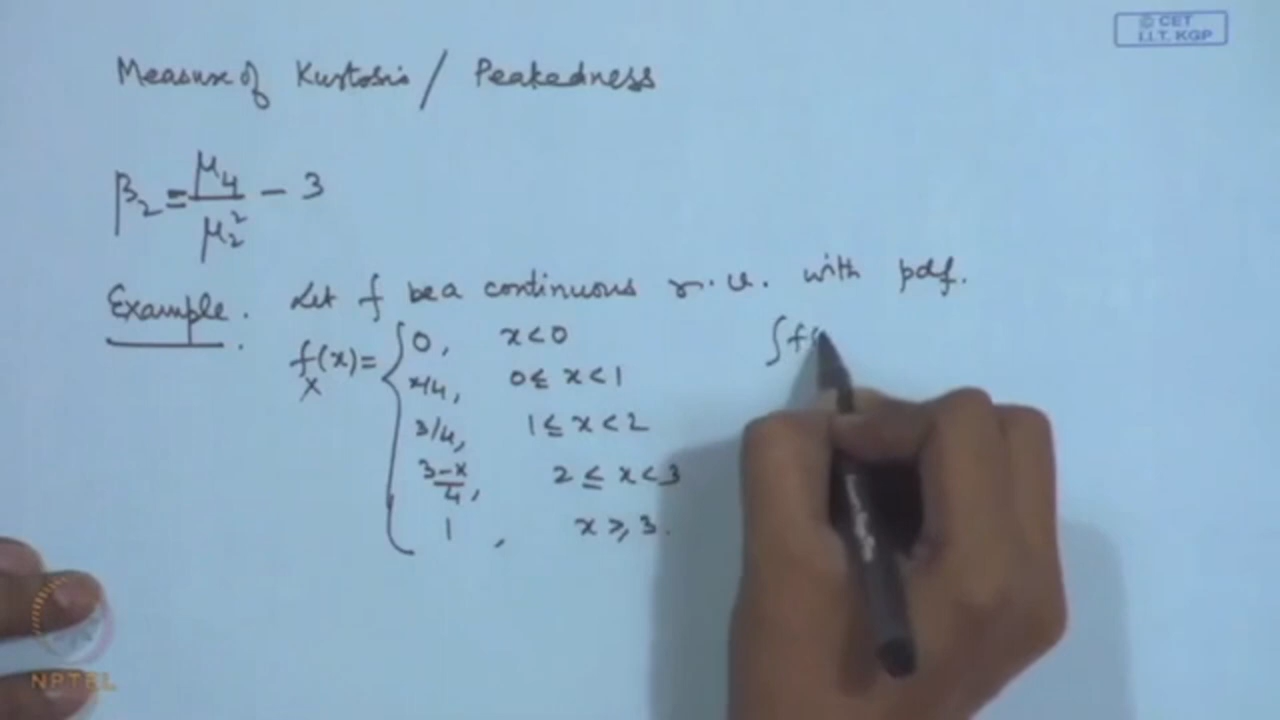 © CET
I.I.T. KGP
Measure of Kurtosis / Peakedness
β₂ = μ₄/μ₂² − 3
Example. Let f be a continuous r.v. with pdf.
f_X(x) = { 0, x < 0
x/4, 0 ≤ x < 1
3/4, 1 ≤ x < 2
(3−x)/4, 2 ≤ x < 3
1, x ≥ 3.
∫ f(
NPTEL